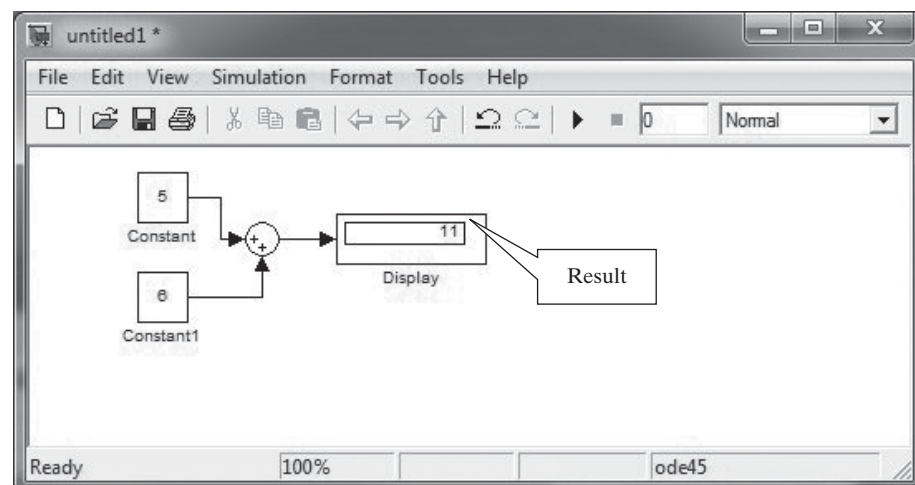 untitled1 *
File Edit View Simulation Format Tools Help
0 Normal
5
Constant
+
+
11
Display
Result
6
Constant1
Ready 100% ode45